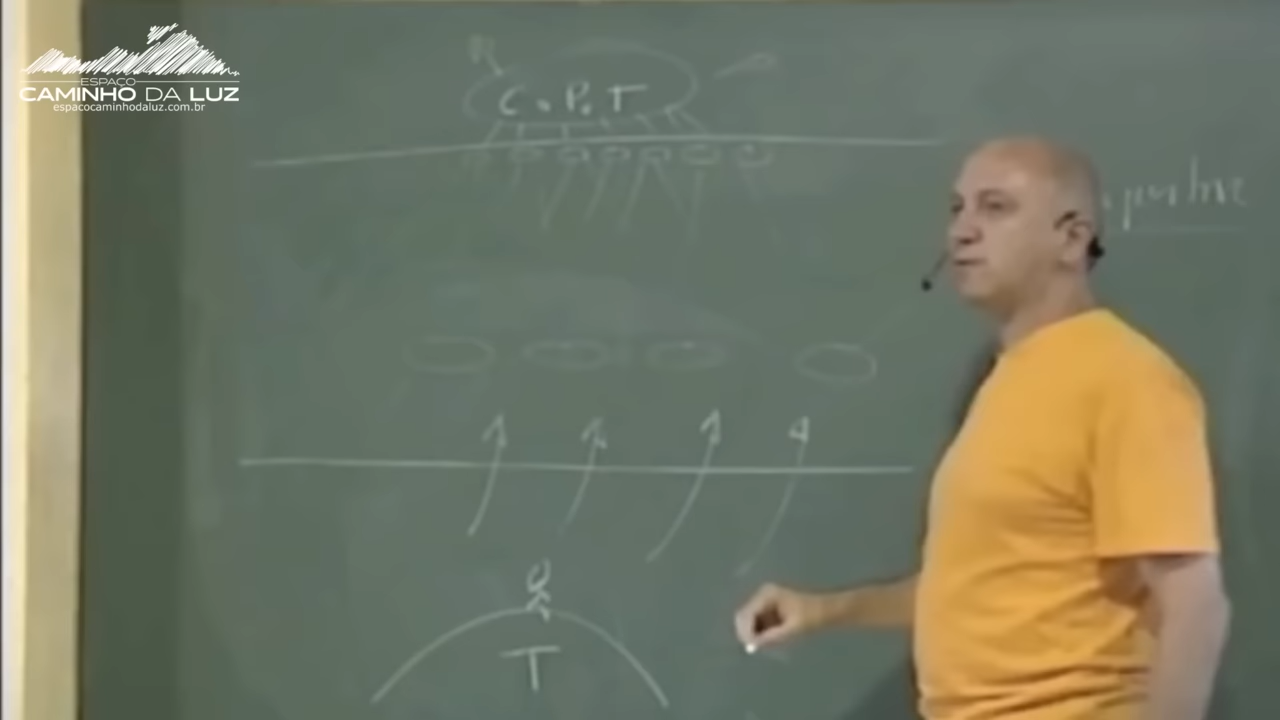 ESPAÇO
CAMINHO DA LUZ
espacocaminhodaluz.com.br
C. P. T
T